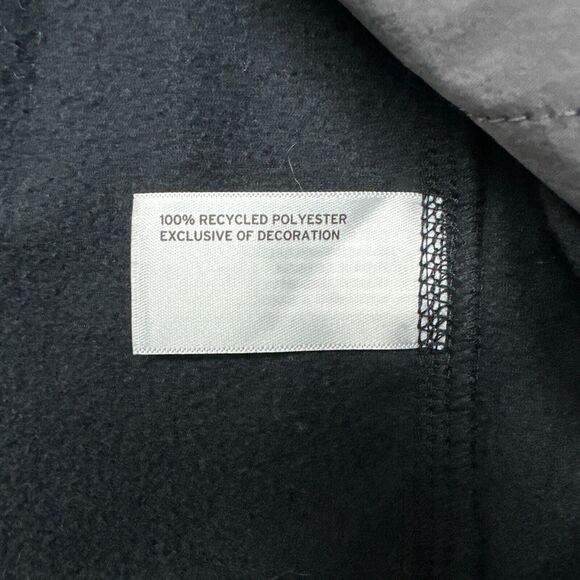 100% RECYCLED POLYESTER
EXCLUSIVE OF DECORATION